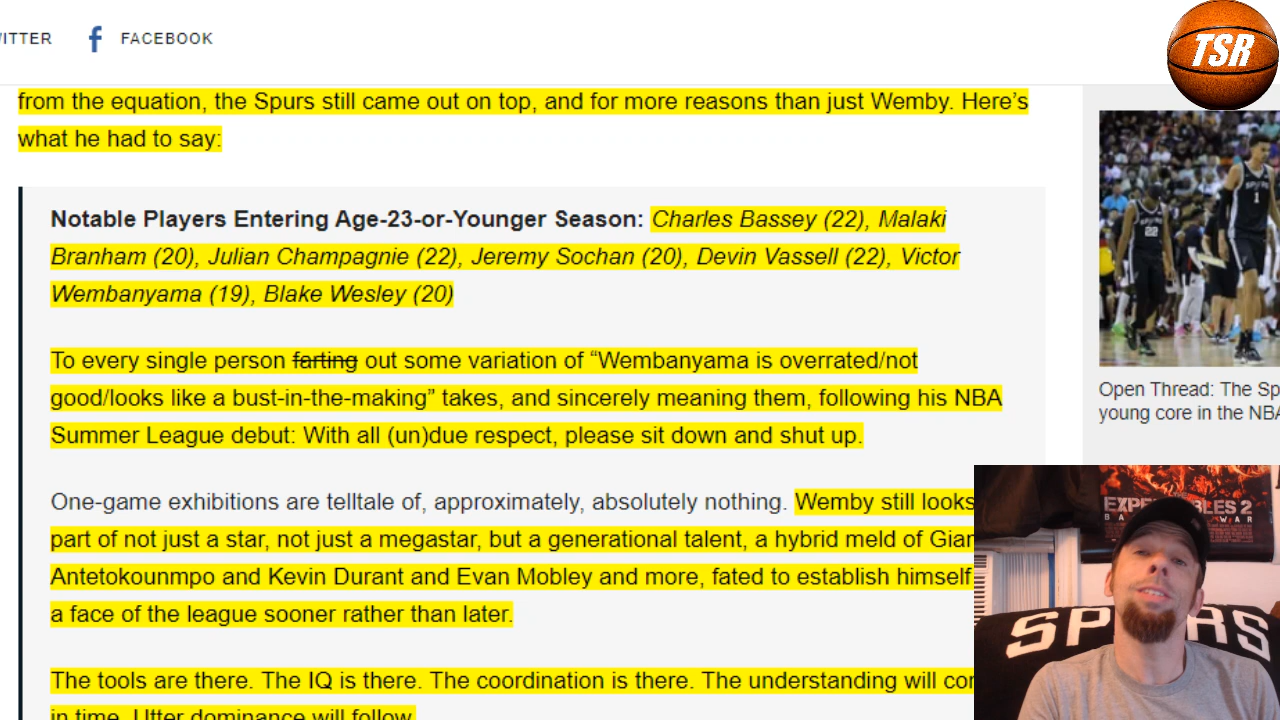 FACEBOOK
TSR
from the equation, the Spurs still came out on top, and for more reasons than just Wemby. Here’s
what he had to say:
Notable Players Entering Age-23-or-Younger Season: Charles Bassey (22), Malaki
Branham (20), Julian Champagnie (22), Jeremy Sochan (20), Devin Vassell (22), Victor
Wembanyama (19), Blake Wesley (20)
To every single person farting out some variation of “Wembanyama is overrated/not
good/looks like a bust-in-the-making” takes, and sincerely meaning them, following his NBA
Summer League debut: With all (un)due respect, please sit down and shut up.
One-game exhibitions are telltale of, approximately, absolutely nothing. Wemby still looks
part of not just a star, not just a megastar, but a generational talent, a hybrid meld of
Antetokounmpo and Kevin Durant and Evan Mobley and more, fated to establish himself
a face of the league sooner rather than later.
The tools are there. The IQ is there. The coordination is there. The understanding will
in time. Utter dominance will follow.
22
1
Open Thread: The
young core in the
EXPENDABLES 2
SPURS